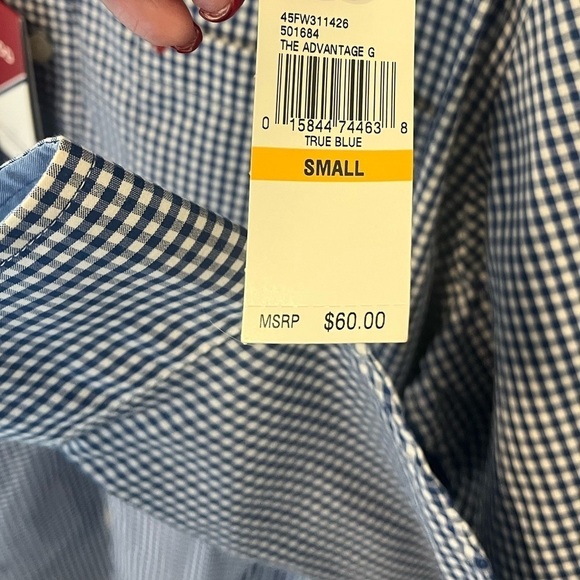 45FW311426
501684
THE ADVANTAGE G
0 15844 74463 8
TRUE BLUE
SMALL
MSRP $60.00